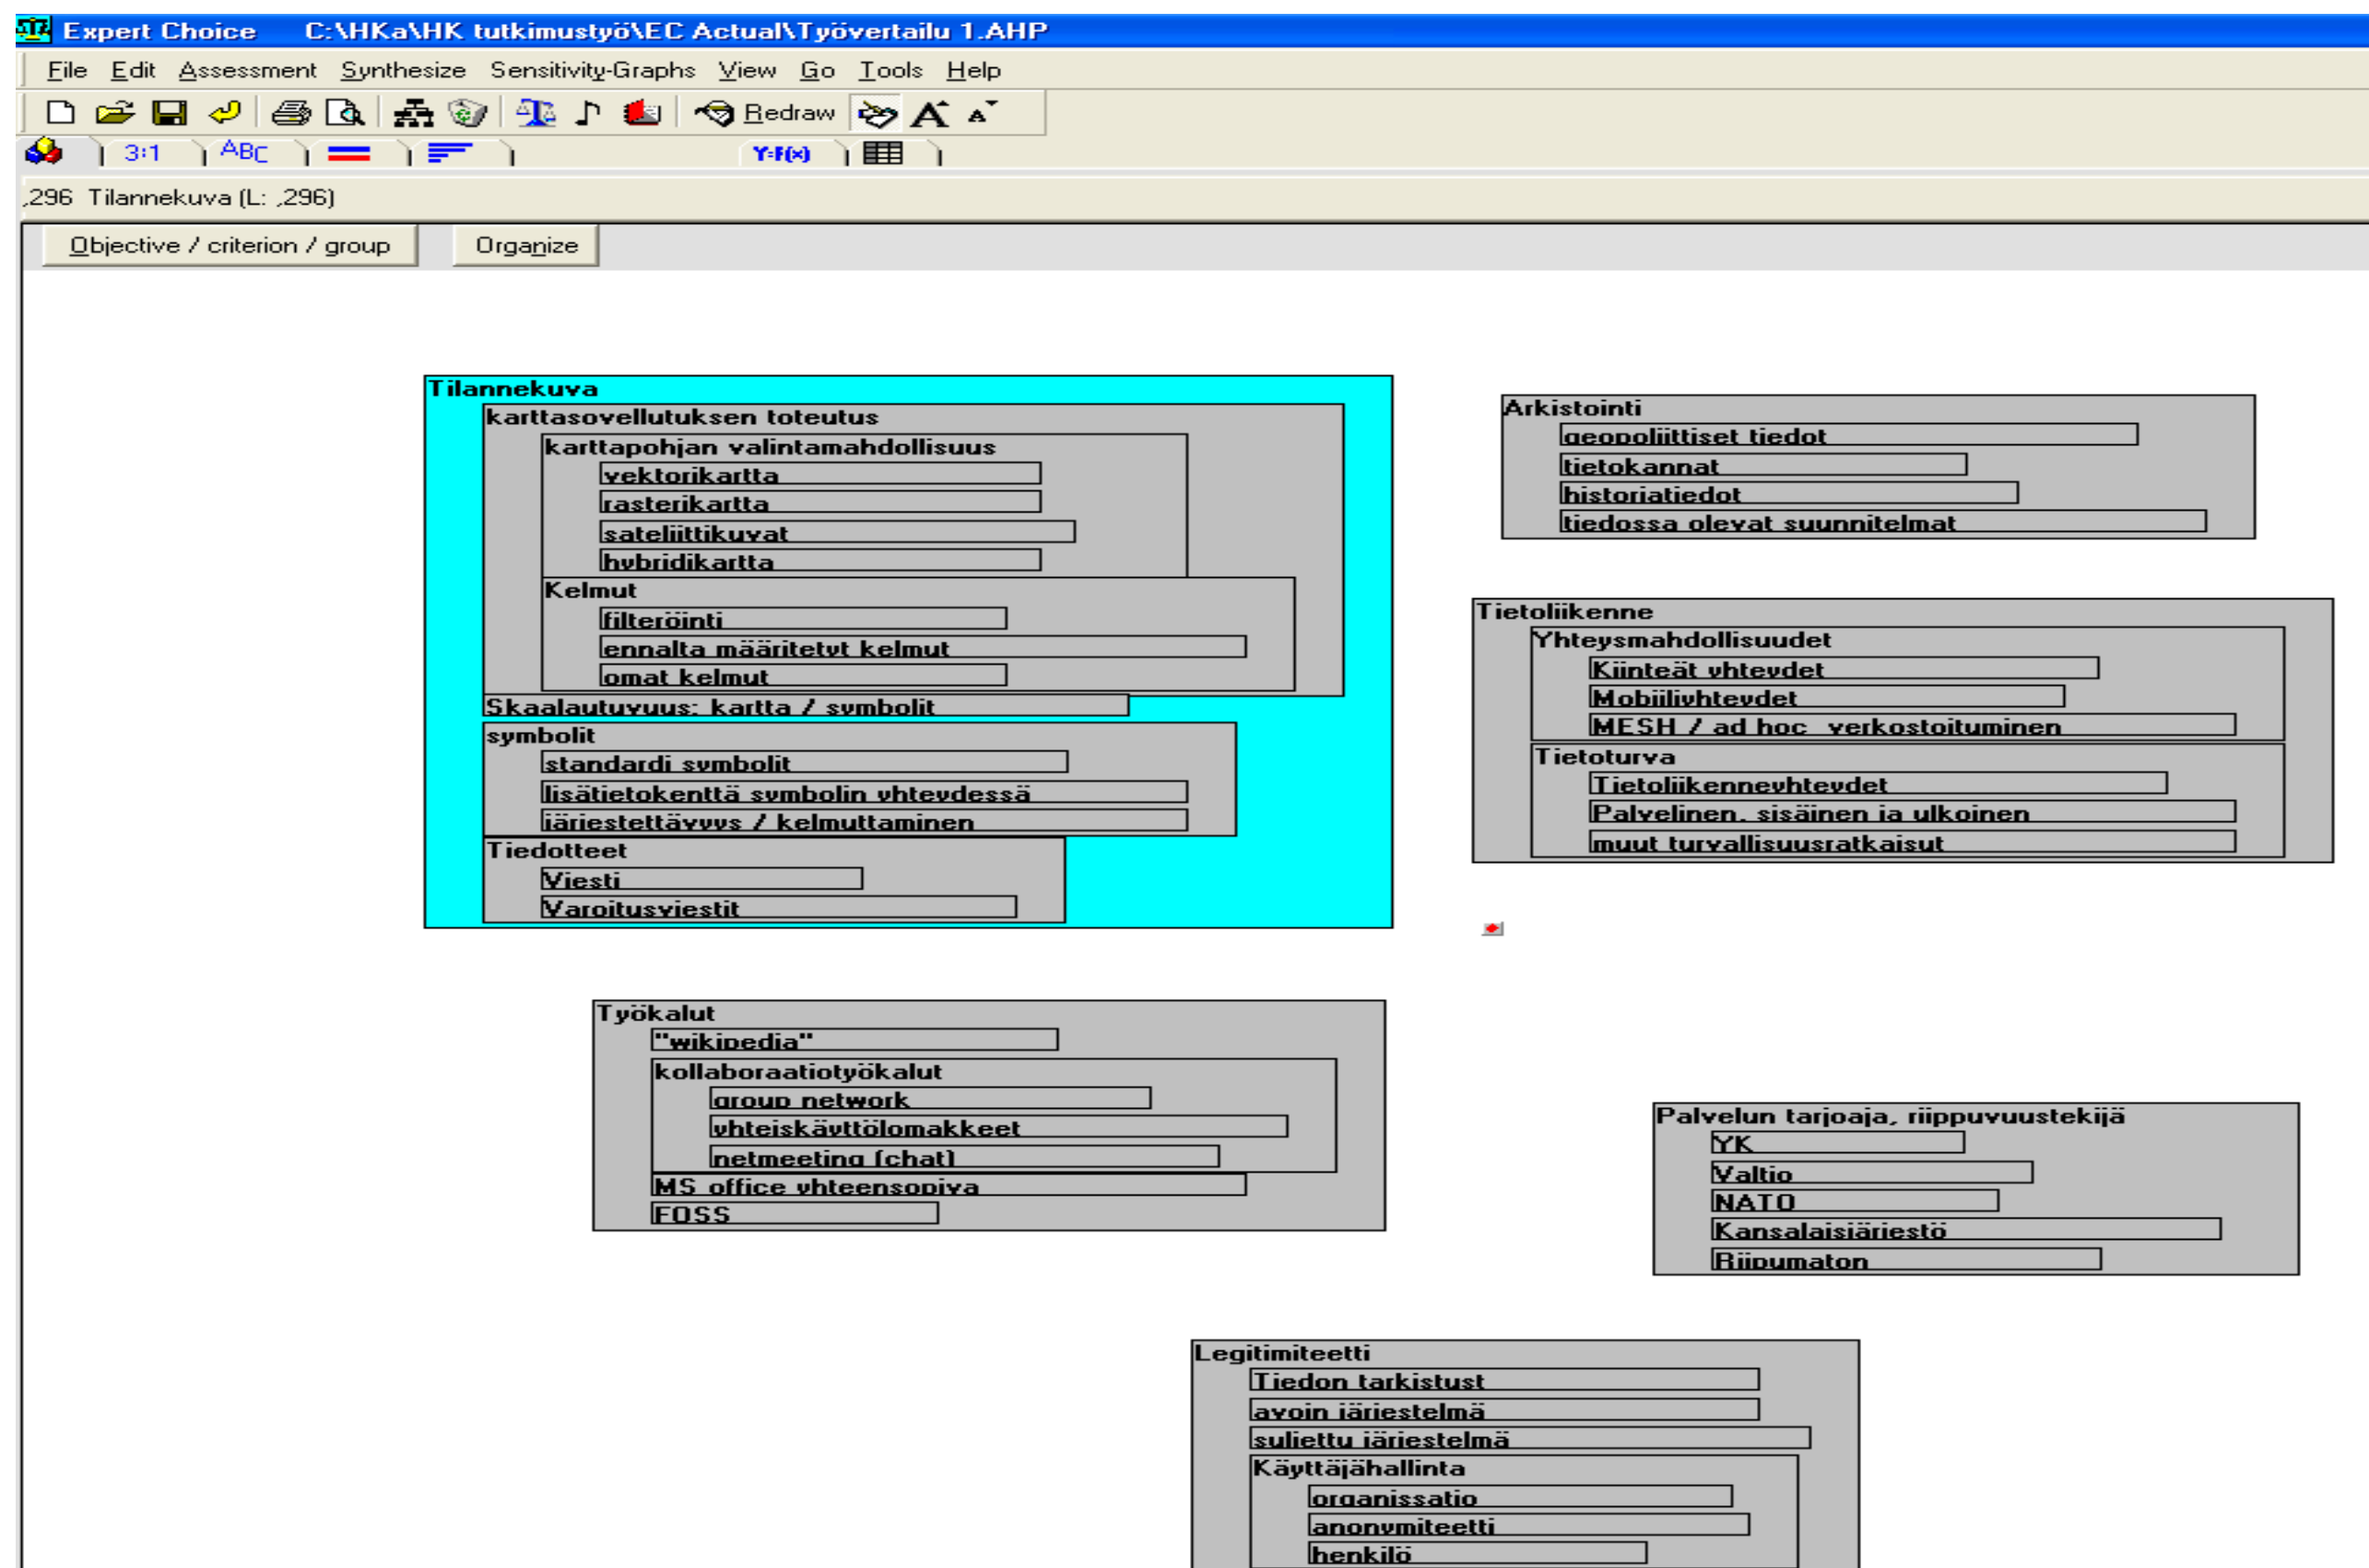 Expert Choice C:\HKa\HK tutkimustyö\EC Actual\Työvertailu 1.AHP
File Edit Assessment Synthesize Sensitivity-Graphs View Go Tools Help
Redraw A A
3:1 ABC Y=F(x)
,296 Tilannekuva (L: ,296)
Objective / criterion / group Organize
Tilannekuva
karttasovellutuksen toteutus
karttapohjan valintamahdollisuus
vektorikartta
rasterikartta
sateliittikuvat
hybridikartta
Kelmut
filteröinti
ennalta määritetyt kelmut
omat kelmut
Skaalautuvuus: kartta / symbolit
symbolit
standardi symbolit
lisätietokenttä symbolin yhteydessä
järjestettävyys / kelmuttaminen
Tiedotteet
Viesti
Varoitusviestit
Arkistointi
geopoliittiset tiedot
tietokannat
historiatiedot
tiedossa olevat suunnitelmat
Tietoliikenne
Yhteysmahdollisuudet
Kiinteät yhteydet
Mobiiliyhteydet
MESH / ad hoc verkostoituminen
Tietoturva
Tietoliikenneyhteydet
Palvelinen, sisäinen ja ulkoinen
muut turvallisuusratkaisut
Työkalut
"wikipedia"
kollaboraatiotyökalut
group network
yhteiskäyttölomakkeet
netmeeting (chat)
MS office yhteensopiva
FOSS
Palvelun tarjoaja, riippuvuustekijä
YK
Valtio
NATO
Kansalaisjärjestö
Riipumaton
Legitimiteetti
Tiedon tarkistust
avoin järjestelmä
suljettu järjestelmä
Käyttäjähallinta
organissatio
anonymiteetti
henkilö